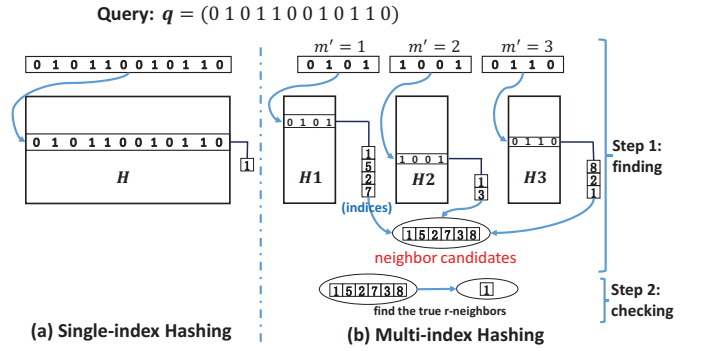 Query: q = (0 1 0 1 1 0 0 1 0 1 1 0)
0 1 0 1 1 0 0 1 0 1 1 0
0 1 0 1 1 0 0 1 0 1 1 0
H
1
(a) Single-index Hashing
m' = 1
m' = 2
m' = 3
0 1 0 1
1 0 0 1
0 1 1 0
0 1 0 1
1 0 0 1
0 1 1 0
H1
H2
H3
1
5
2
7
(indices)
1
3
8
2
1
1 5 2 7 3 8
neighbor candidates
Step 1:
finding
1 5 2 7 3 8
1
find the true r-neighbors
Step 2:
checking
(b) Multi-index Hashing